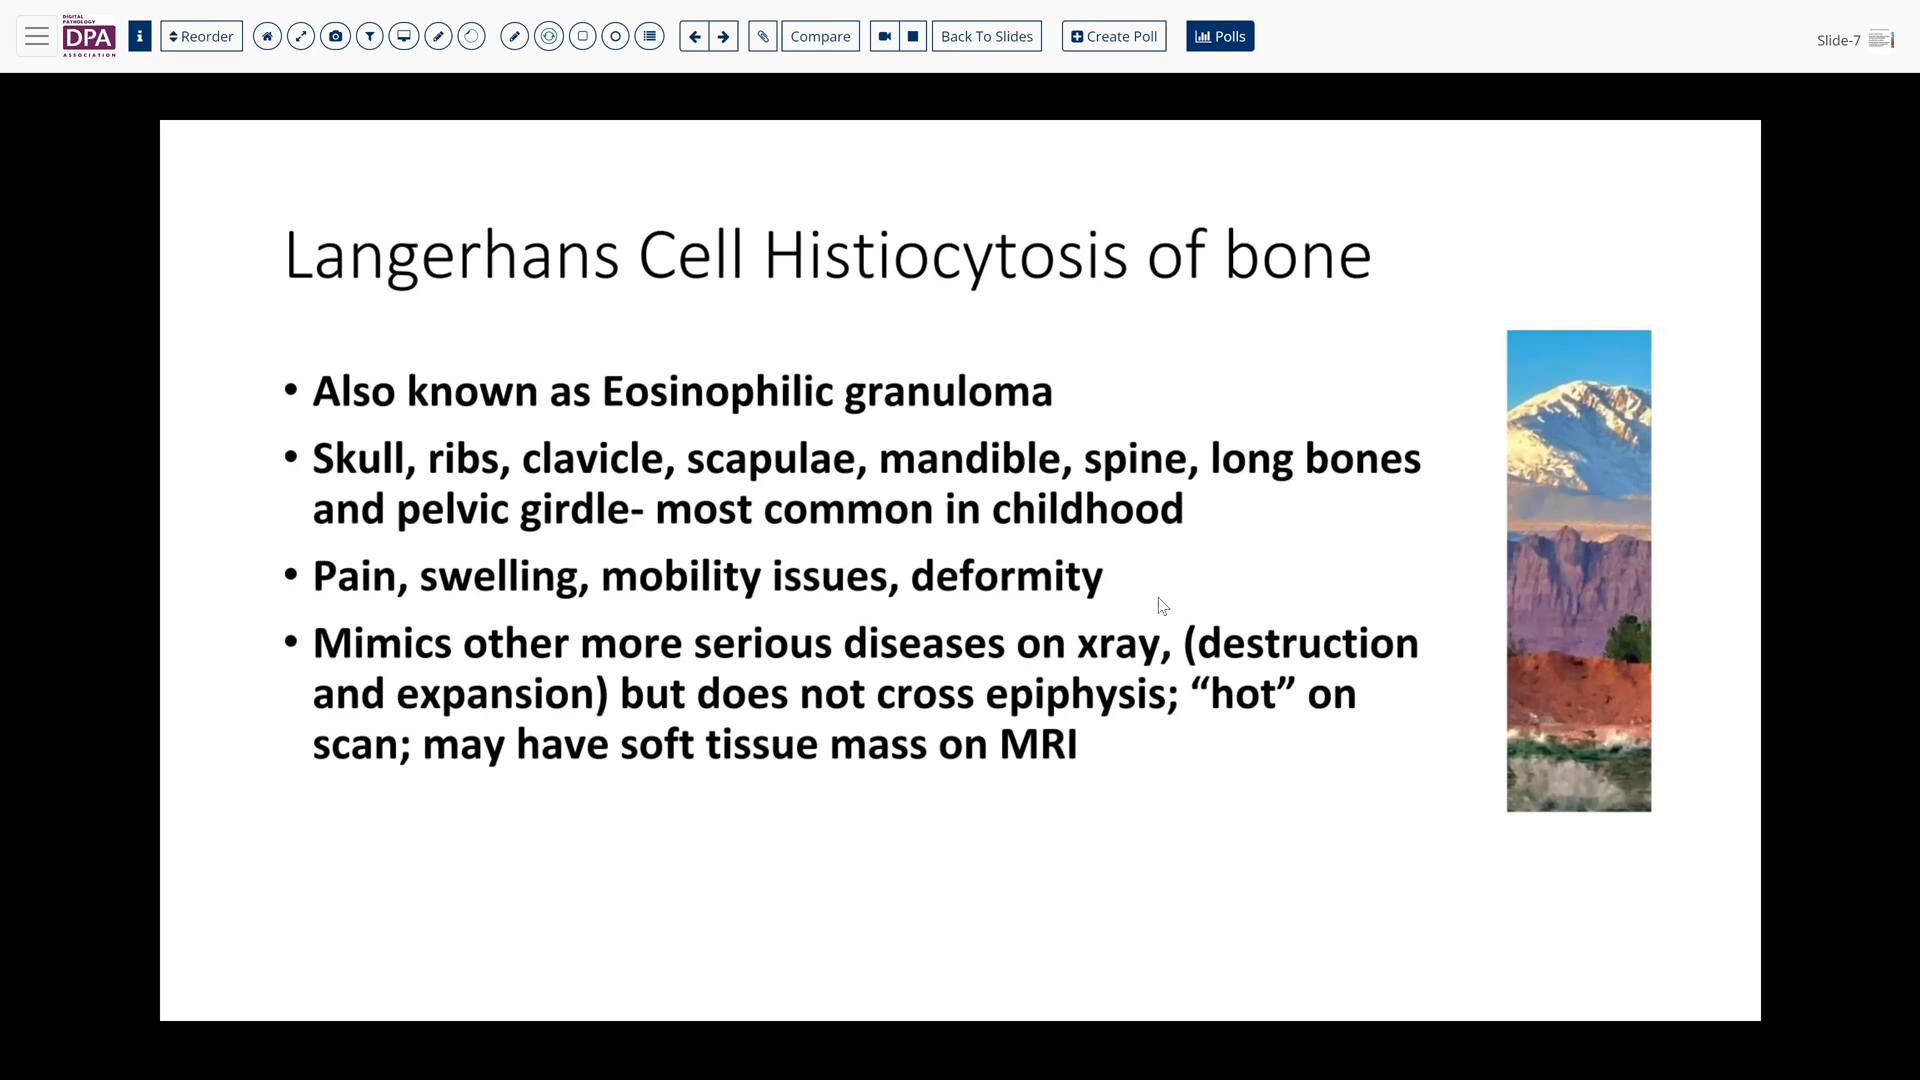 DIGITAL
PATHOLOGY
DPA
ASSOCIATION
i
Reorder
Compare
Back To Slides
Create Poll
Polls
Slide-7
Langerhans Cell Histiocytosis of bone
• Also known as Eosinophilic granuloma
• Skull, ribs, clavicle, scapulae, mandible, spine, long bones
and pelvic girdle- most common in childhood
• Pain, swelling, mobility issues, deformity
• Mimics other more serious diseases on xray, (destruction
and expansion) but does not cross epiphysis; “hot” on
scan; may have soft tissue mass on MRI